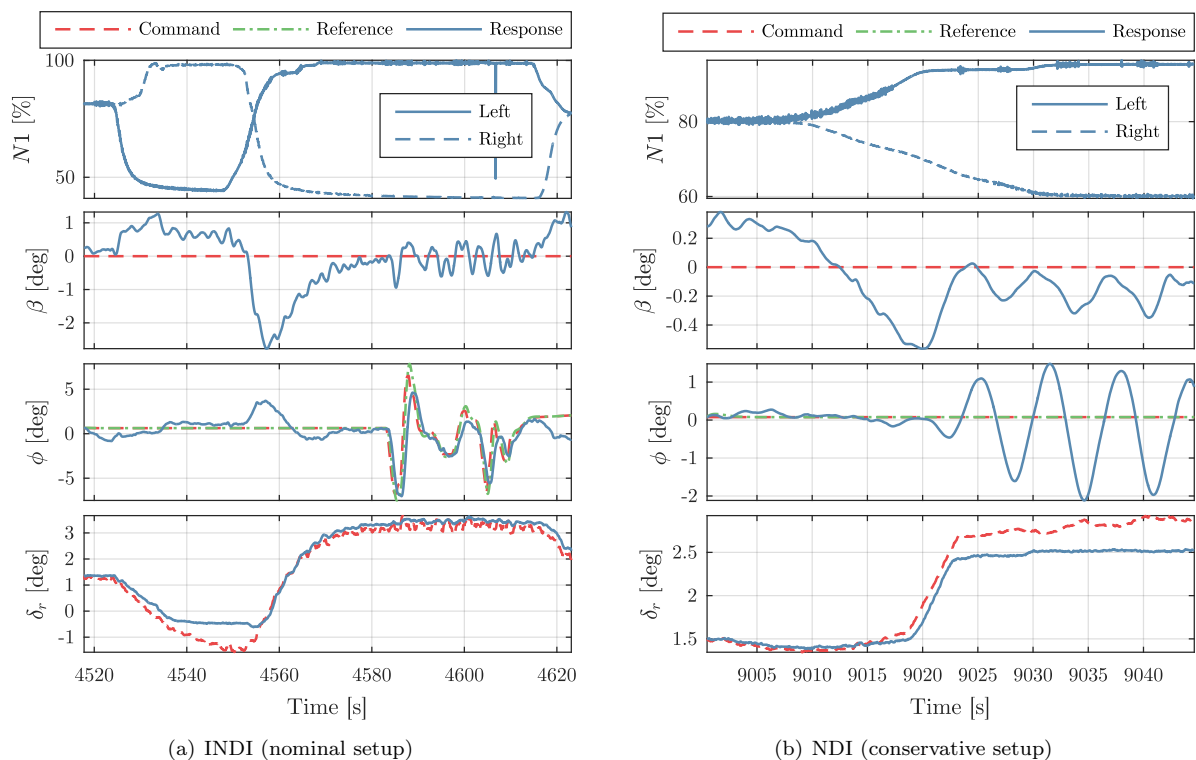 Command Reference Response
100
50
N1 [%]
Left
Right
1
0
-1
-2
β [deg]
5
0
-5
ϕ [deg]
3
2
1
0
-1
δr [deg]
4520 4540 4560 4580 4600 4620
Time [s]
(a) INDI (nominal setup)
Command Reference Response
80
60
N1 [%]
Left
Right
0.2
0
-0.2
-0.4
β [deg]
1
0
-1
-2
ϕ [deg]
2.5
2
1.5
δr [deg]
9005 9010 9015 9020 9025 9030 9035 9040
Time [s]
(b) NDI (conservative setup)